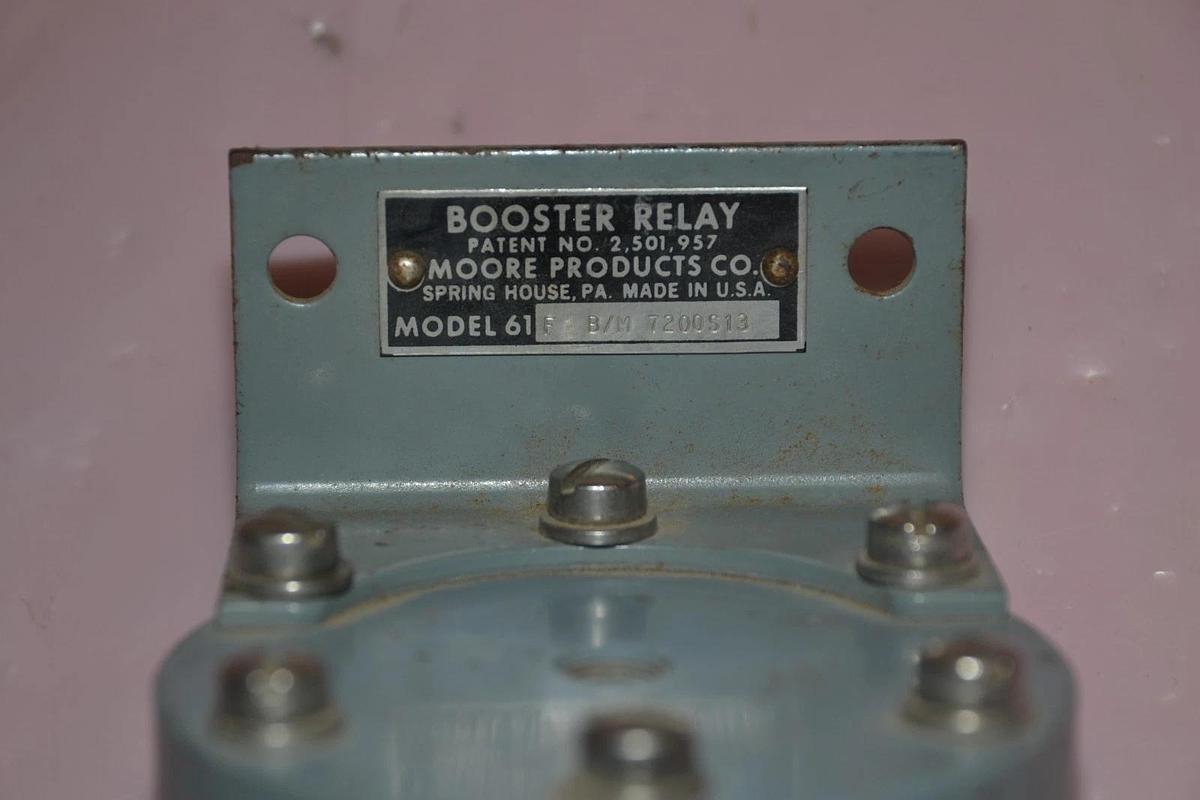 BOOSTER RELAY
PATENT NO. 2,501,957
MOORE PRODUCTS CO.
SPRING HOUSE, PA. MADE IN U.S.A.
MODEL 61 F B/M 7200S13